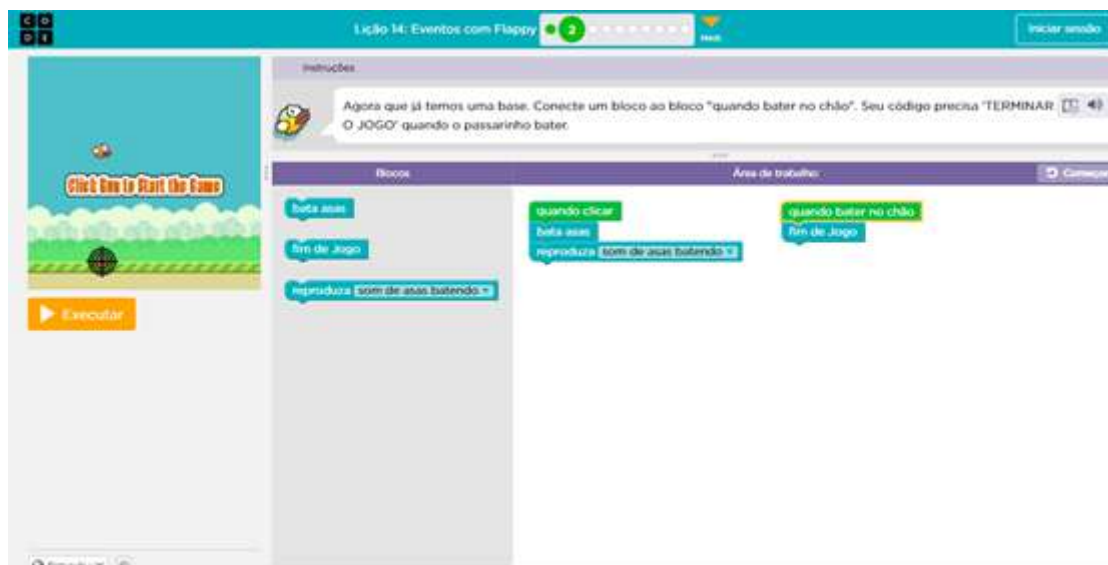 C O
D E
Lição 14: Eventos com Flappy
2
Next
Iniciar sessão
Instruções
Agora que já temos uma base. Conecte um bloco ao bloco "quando bater no chão". Seu código precisa 'TERMINAR
O JOGO' quando o passarinho bater.
Click Run to Start the Game
Blocos
Área de trabalho:
Começar
bata asas
fim de Jogo
reproduza som de asas batendo
quando clicar
bata asas
reproduza som de asas batendo
quando bater no chão
fim de Jogo
Executar